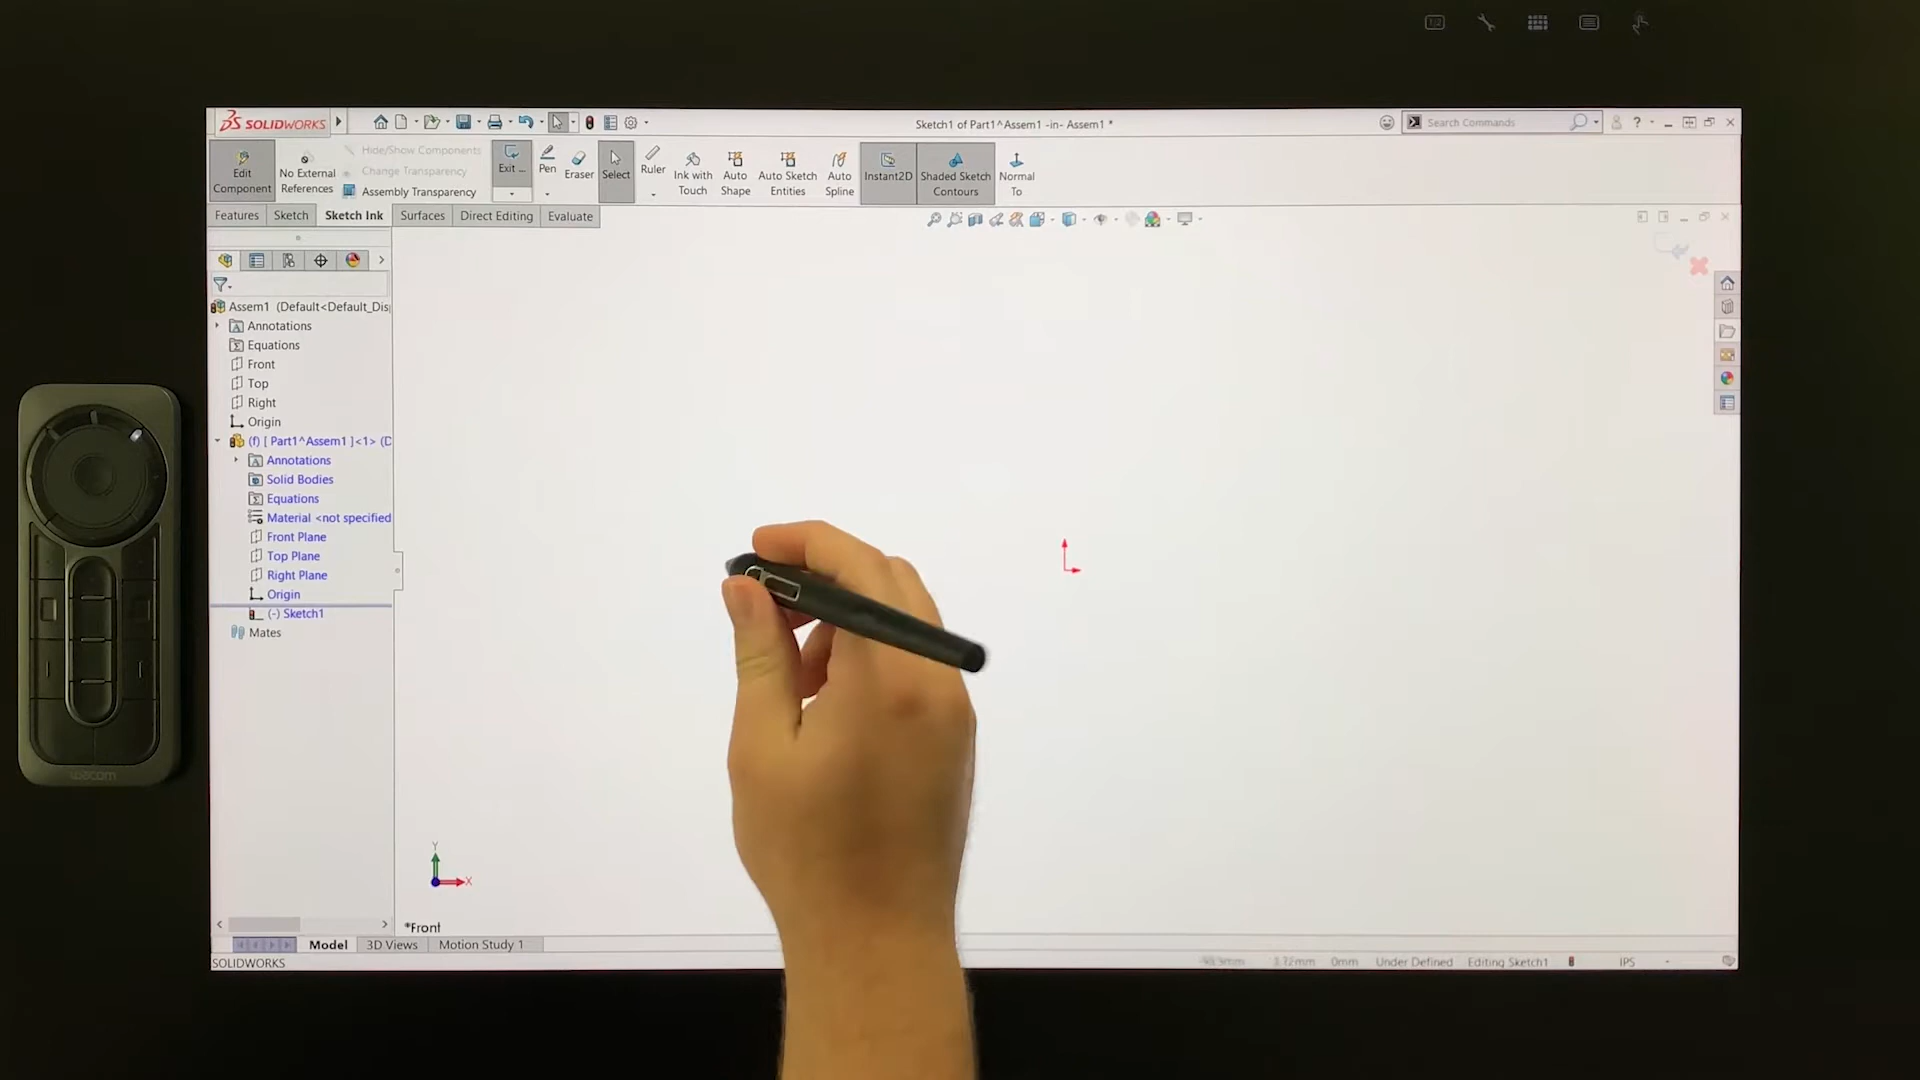 SOLIDWORKS
Sketch1 of Part1^Assem1 -in- Assem1 *
Search Commands
?
Edit Component
No External References
Hide/Show Components
Change Transparency
Assembly Transparency
Exit ...
Pen
Eraser
Select
Ruler
Ink with Touch
Auto Shape
Auto Sketch Entities
Auto Spline
Instant2D
Shaded Sketch Contours
Normal To
Features
Sketch
Sketch Ink
Surfaces
Direct Editing
Evaluate
Assem1 (Default<Default_Dis
Annotations
Equations
Front
Top
Right
Origin
(f) [ Part1^Assem1 ]<1> (D
Annotations
Solid Bodies
Equations
Material <not specified
Front Plane
Top Plane
Right Plane
Origin
(-) Sketch1
Mates
Y
X
*Front
Model
3D Views
Motion Study 1
SOLIDWORKS
3.72mm
0mm
Under Defined
Editing Sketch1
IPS
wacom